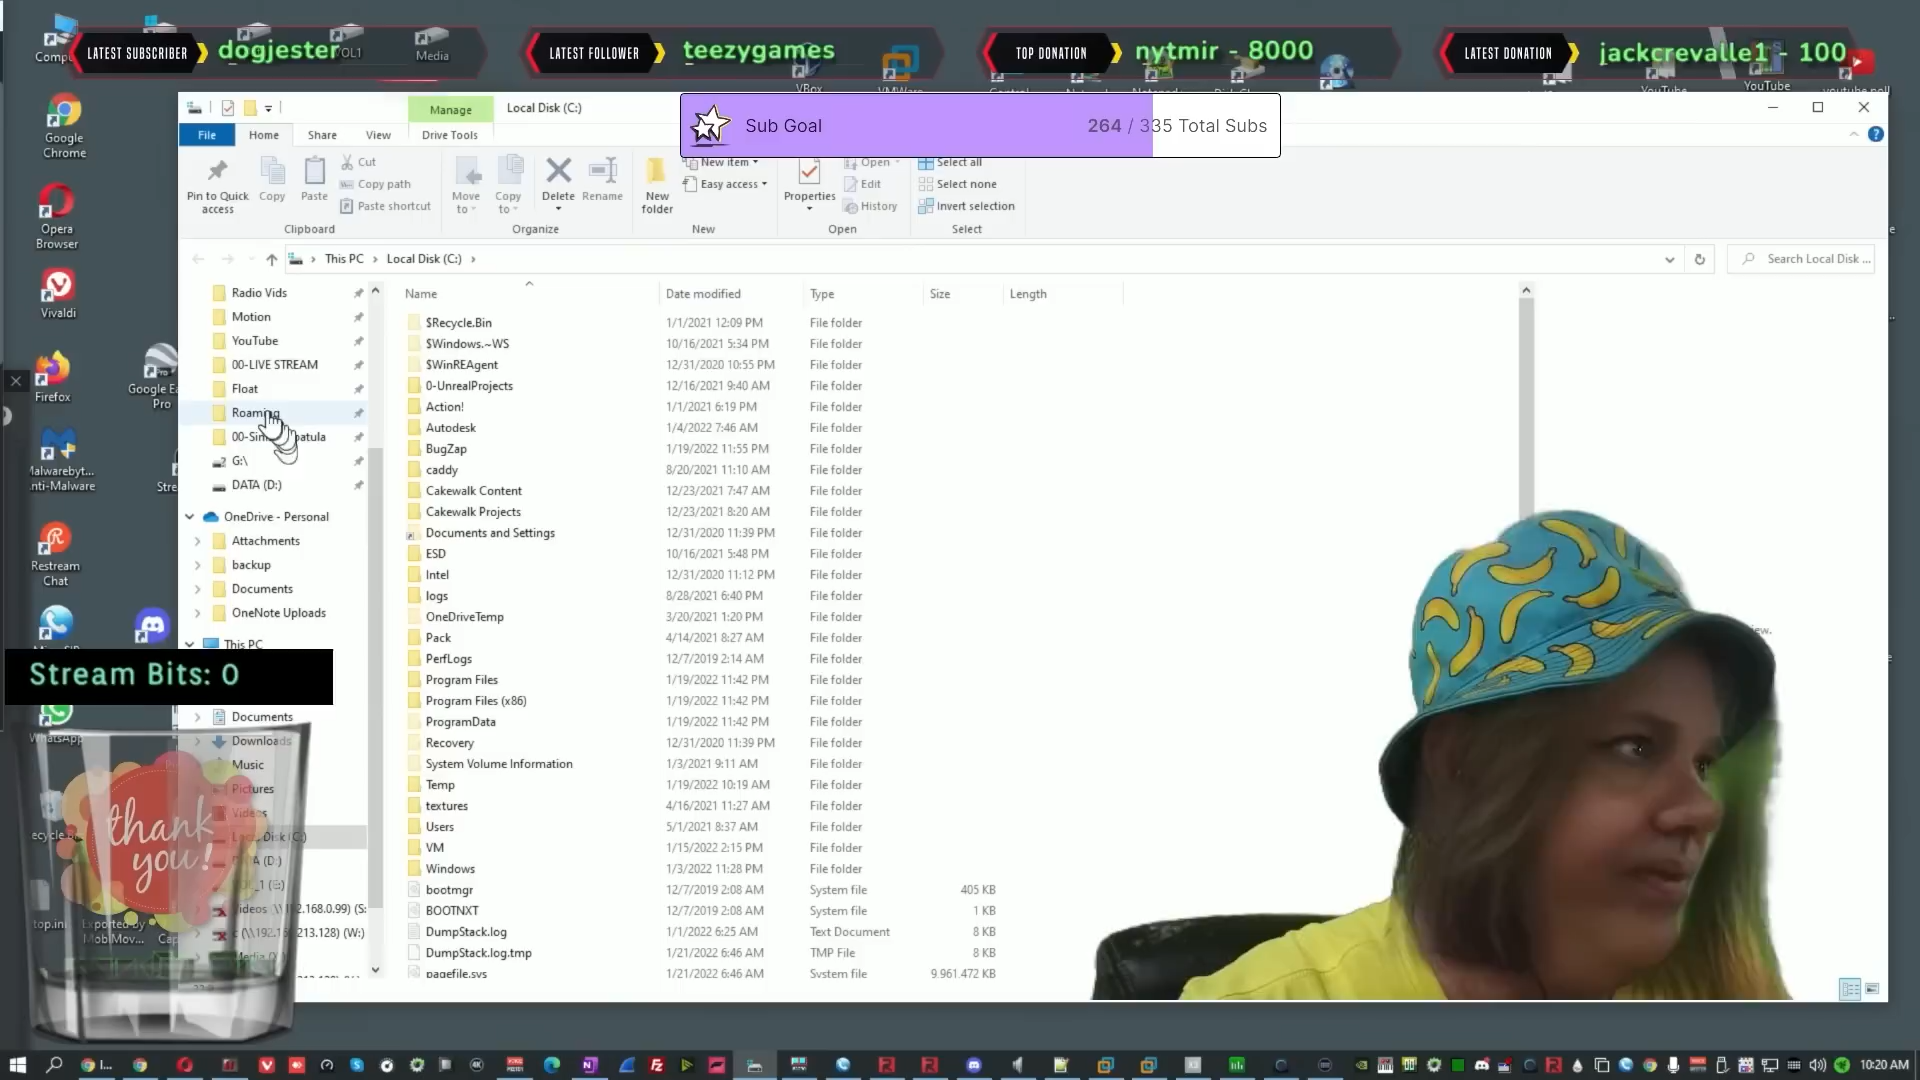 LATEST SUBSCRIBER dogjester
LATEST FOLLOWER teezygames
TOP DONATION nytmir - 8000
LATEST DONATION jackcrevalle1 - 100
OL1
Media
VBox
VMWare
YouTube
YouTube
Manage
Local Disk (C:)
Sub Goal
264 / 335 Total Subs
File
Home
Share
View
Drive Tools
Pin to Quick access
Copy
Paste
Cut
Copy path
Paste shortcut
Move to
Copy to
Delete
Rename
New folder
New item
Easy access
Properties
Open
Edit
History
Select all
Select none
Invert selection
Clipboard
Organize
New
Open
Select
This PC > Local Disk (C:) >
Search Local Disk ...
Google Chrome
Opera Browser
Vivaldi
Firefox
Google Ea
Pro
Malwarebyt...
nti-Malware
Stre
Restream Chat
WhatsApp
Exported by MobiMov...
Radio Vids
Motion
YouTube
00-LIVE STREAM
Float
Roaming
G:\
DATA (D:)
OneDrive - Personal
Attachments
backup
Documents
OneNote Uploads
This PC
Stream Bits: 0
Documents
Downloads
Music
Pictures
Videos
Local Disk (C:)
thank you!
Name Date modified Type Size Length
$Recycle.Bin 1/1/2021 12:09 PM File folder
$Windows.~WS 10/16/2021 5:34 PM File folder
$WinREAgent 12/31/2020 10:55 PM File folder
0-UnrealProjects 12/16/2021 9:40 AM File folder
Action! 1/1/2021 6:19 PM File folder
Autodesk 1/4/2022 7:46 AM File folder
BugZap 1/19/2022 11:55 PM File folder
caddy 8/20/2021 11:10 AM File folder
Cakewalk Content 12/23/2021 7:47 AM File folder
Cakewalk Projects 12/23/2021 8:20 AM File folder
Documents and Settings 12/31/2020 11:39 PM File folder
ESD 10/16/2021 5:48 PM File folder
Intel 12/31/2020 11:12 PM File folder
logs 8/28/2021 6:40 PM File folder
OneDriveTemp 3/20/2021 1:20 PM File folder
Pack 4/14/2021 8:27 AM File folder
PerfLogs 12/7/2019 2:14 AM File folder
Program Files 1/19/2022 11:42 PM File folder
Program Files (x86) 1/19/2022 11:42 PM File folder
ProgramData 1/19/2022 11:42 PM File folder
Recovery 12/31/2020 11:39 PM File folder
System Volume Information 1/3/2021 9:11 AM File folder
Temp 1/19/2022 10:19 AM File folder
textures 4/16/2021 11:27 AM File folder
Users 5/1/2021 8:37 AM File folder
VM 1/15/2022 2:15 PM File folder
Windows 1/3/2022 11:28 PM File folder
bootmgr 12/7/2019 2:08 AM System file 405 KB
BOOTNXT 12/7/2019 2:08 AM System file 1 KB
DumpStack.log 1/1/2022 6:25 AM Text Document 8 KB
DumpStack.log.tmp 1/21/2022 6:46 AM TMP File 8 KB
pagefile.sys 1/21/2022 6:46 AM System file 9,961,472 KB
10:20 AM